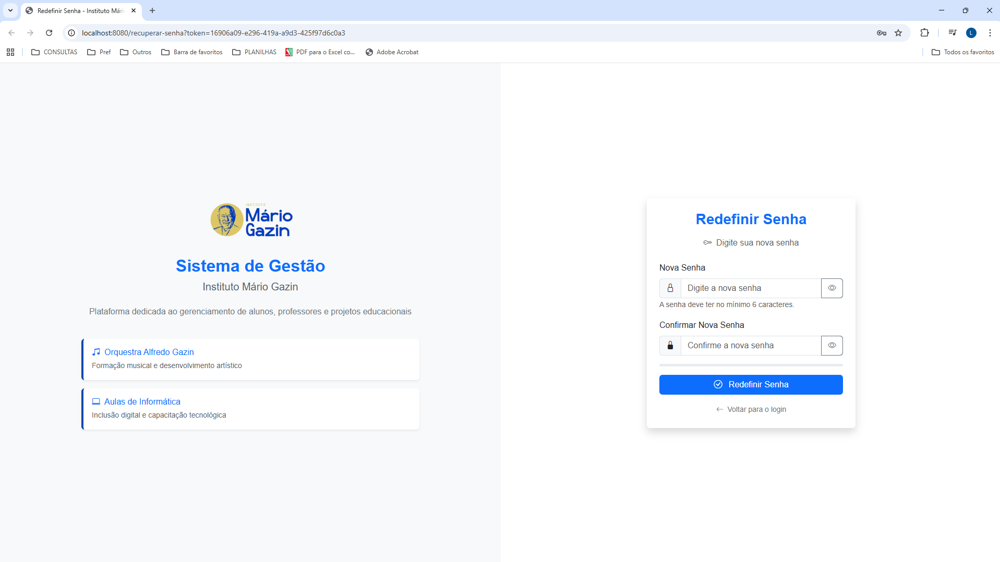 Redefinir Senha - Instituto Mári
localhost:8080/recuperar-senha?token=16906a09-e296-419a-a9d3-425f97d6c0a3
L
CONSULTAS
Pref
Outros
Barra de favoritos
PLANILHAS
PDF para o Excel co...
Adobe Acrobat
Todos os favoritos
INSTITUTO
Mário
Gazin
Sistema de Gestão
Instituto Mário Gazin
Plataforma dedicada ao gerenciamento de alunos, professores e projetos educacionais
Orquestra Alfredo Gazin
Formação musical e desenvolvimento artístico
Aulas de Informática
Inclusão digital e capacitação tecnológica
Redefinir Senha
Digite sua nova senha
Nova Senha
Digite a nova senha
A senha deve ter no mínimo 6 caracteres.
Confirmar Nova Senha
Confirme a nova senha
Redefinir Senha
Voltar para o login